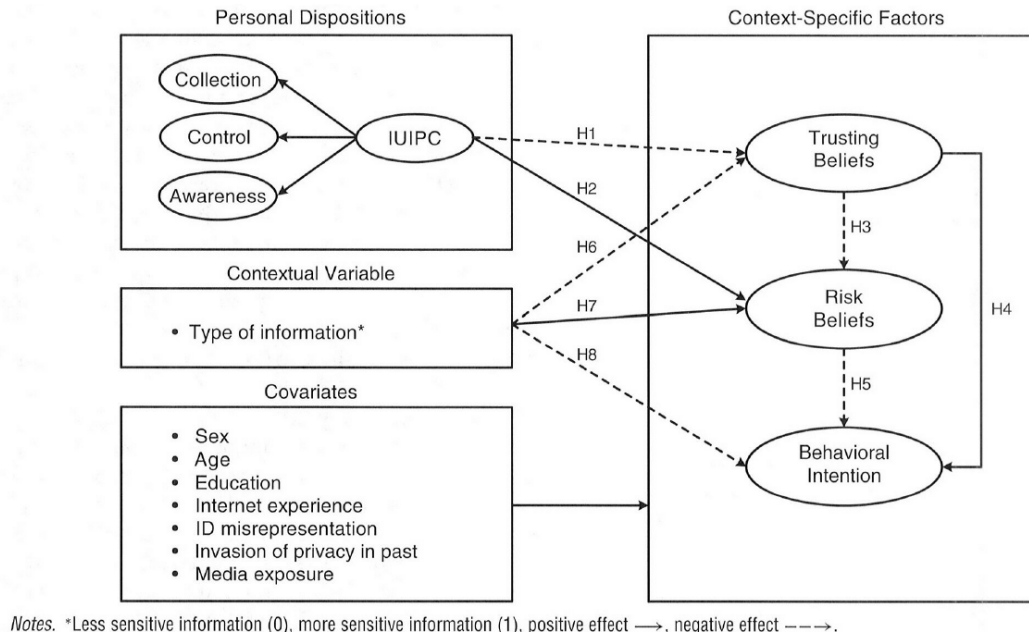 Personal Dispositions
Collection
Control
Awareness
IUIPC
Contextual Variable
• Type of information*
Covariates
• Sex
• Age
• Education
• Internet experience
• ID misrepresentation
• Invasion of privacy in past
• Media exposure
H1
H2
H6
H7
H8
Context-Specific Factors
Trusting
Beliefs
H3
Risk
Beliefs
H4
H5
Behavioral
Intention
Notes. *Less sensitive information (0), more sensitive information (1), positive effect →, negative effect --→.